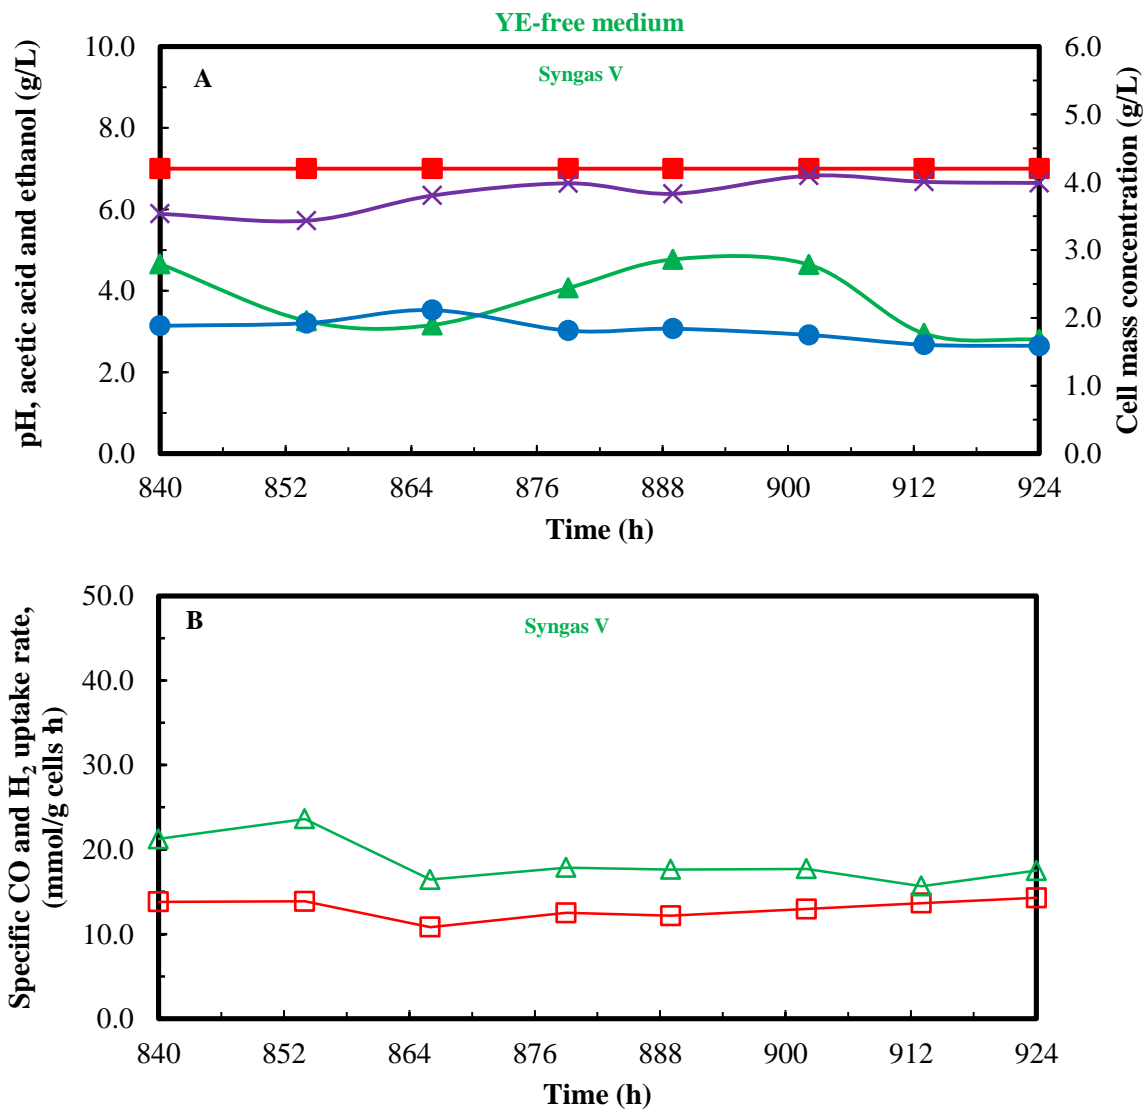 YE-free medium
A
Syngas V
pH, acetic acid and ethanol (g/L)
10.0
8.0
6.0
4.0
2.0
0.0
6.0
5.0
4.0
3.0
2.0
1.0
0.0
Cell mass concentration (g/L)
840 852 864 876 888 900 912 924
Time (h)
B
Syngas V
Specific CO and H₂ uptake rate,
(mmol/g cells·h)
50.0
40.0
30.0
20.0
10.0
0.0
840 852 864 876 888 900 912 924
Time (h)